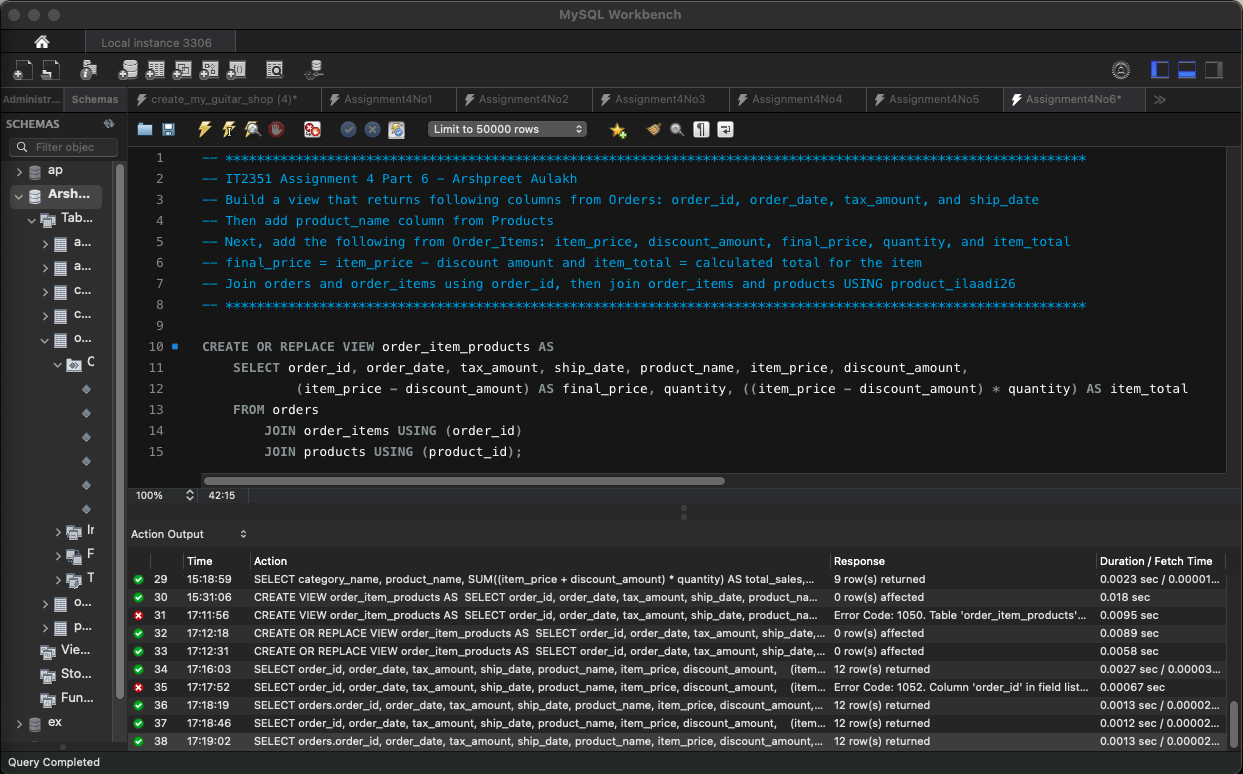 MySQL Workbench
Local instance 3306
Administr... Schemas create_my_guitar_shop (4)* Assignment4No1 Assignment4No2 Assignment4No3 Assignment4No4 Assignment4No5 Assignment4No6*
SCHEMAS
Filter objec
Limit to 50000 rows
ap
Arsh...
Tab...
a...
a...
c...
c...
o...
C
Ir
F
T
o...
p...
Vie...
Sto...
Fun...
ex
1 -- **************************************************************************************************************
2 -- IT2351 Assignment 4 Part 6 - Arshpreet Aulakh
3 -- Build a view that returns following columns from Orders: order_id, order_date, tax_amount, and ship_date
4 -- Then add product_name column from Products
5 -- Next, add the following from Order_Items: item_price, discount_amount, final_price, quantity, and item_total
6 -- final_price = item_price - discount amount and item_total = calculated total for the item
7 -- Join orders and order_items using order_id, then join order_items and products USING product_ilaadi26
8 -- **************************************************************************************************************
9
10 CREATE OR REPLACE VIEW order_item_products AS
11 SELECT order_id, order_date, tax_amount, ship_date, product_name, item_price, discount_amount,
12 (item_price - discount_amount) AS final_price, quantity, ((item_price - discount_amount) * quantity) AS item_total
13 FROM orders
14 JOIN order_items USING (order_id)
15 JOIN products USING (product_id);
100% 42:15
Action Output
Time Action Response Duration / Fetch Time
29 15:18:59 SELECT category_name, product_name, SUM((item_price + discount_amount) * quantity) AS total_sales,... 9 row(s) returned 0.0023 sec / 0.00001...
30 15:31:06 CREATE VIEW order_item_products AS SELECT order_id, order_date, tax_amount, ship_date, product_na... 0 row(s) affected 0.018 sec
31 17:11:56 CREATE VIEW order_item_products AS SELECT order_id, order_date, tax_amount, ship_date, product_na... Error Code: 1050. Table 'order_item_products'... 0.0095 sec
32 17:12:18 CREATE OR REPLACE VIEW order_item_products AS SELECT order_id, order_date, tax_amount, ship_date,... 0 row(s) affected 0.0089 sec
33 17:12:31 CREATE OR REPLACE VIEW order_item_products AS SELECT order_id, order_date, tax_amount, ship_date,... 0 row(s) affected 0.0058 sec
34 17:16:03 SELECT order_id, order_date, tax_amount, ship_date, product_name, item_price, discount_amount, (item... 12 row(s) returned 0.0027 sec / 0.00003...
35 17:17:52 SELECT order_id, order_date, tax_amount, ship_date, product_name, item_price, discount_amount, (item... Error Code: 1052. Column 'order_id' in field list... 0.00067 sec
36 17:18:19 SELECT orders.order_id, order_date, tax_amount, ship_date, product_name, item_price, discount_amount,... 12 row(s) returned 0.0013 sec / 0.00002...
37 17:18:46 SELECT order_id, order_date, tax_amount, ship_date, product_name, item_price, discount_amount, (item... 12 row(s) returned 0.0012 sec / 0.00002...
38 17:19:02 SELECT orders.order_id, order_date, tax_amount, ship_date, product_name, item_price, discount_amount,... 12 row(s) returned 0.0013 sec / 0.00002...
Query Completed